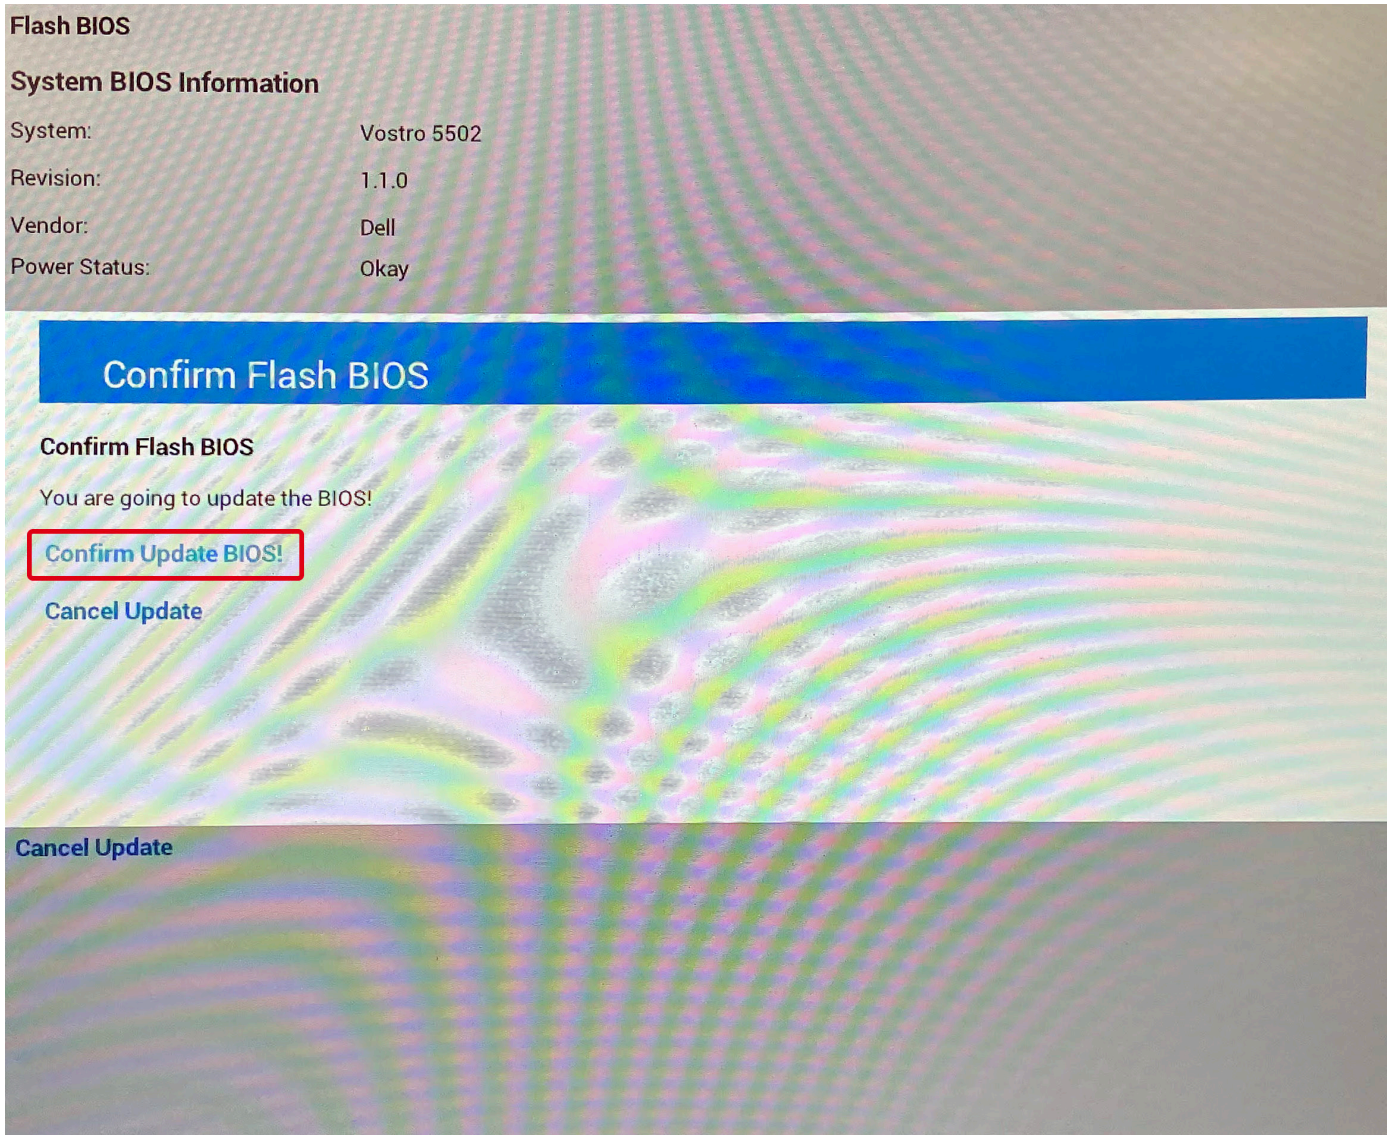 Flash BIOS
System BIOS Information
System: Vostro 5502
Revision: 1.1.0
Vendor: Dell
Power Status: Okay
Confirm Flash BIOS
Confirm Flash BIOS
You are going to update the BIOS!
Confirm Update BIOS!
Cancel Update
Cancel Update